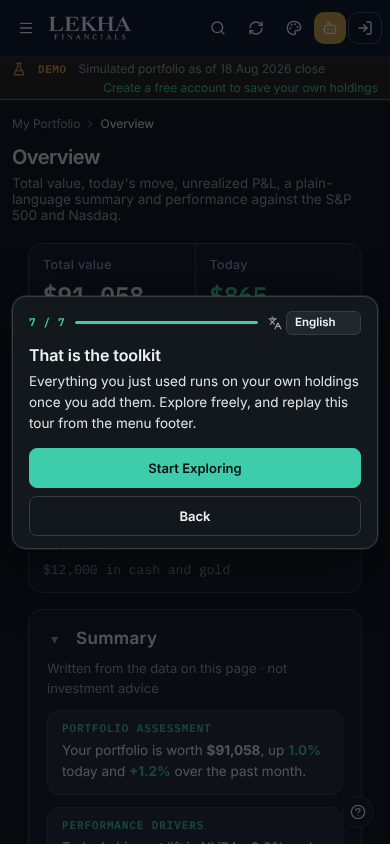 LEKHA
FINANCIALS
DEMO Simulated portfolio as of 18 Aug 2026 close
Create a free account to save your own holdings
My Portfolio › Overview
Overview
Total value, today's move, unrealized P&L, a plain-
language summary and performance against the S&P
500 and Nasdaq.
Total value
Today
$91,058
$865
7 / 7
English
That is the toolkit
Everything you just used runs on your own holdings
once you add them. Explore freely, and replay this
tour from the menu footer.
Start Exploring
Back
$12,000 in cash and gold
Summary
Written from the data on this page · not
investment advice
PORTFOLIO ASSESSMENT
Your portfolio is worth $91,058, up 1.0%
today and +1.2% over the past month.
PERFORMANCE DRIVERS